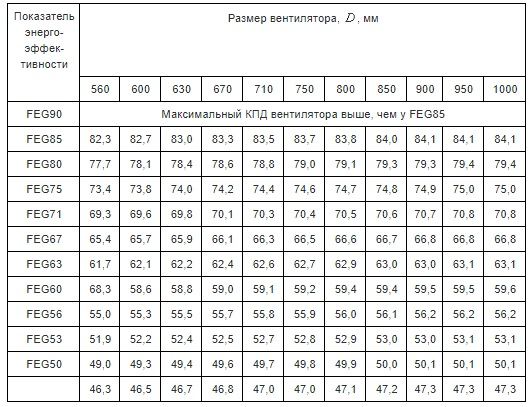 Показатель Размер вентилятора, D, мм
энерго-
эффек-
тивности
560 600 630 670 710 750 800 850 900 950 1000
FEG90 Максимальный КПД вентилятора выше, чем у FEG85
FEG85 82,3 82,7 83,0 83,3 83,5 83,7 83,8 84,0 84,1 84,1 84,1
FEG80 77,7 78,1 78,4 78,6 78,8 79,0 79,1 79,3 79,3 79,4 79,4
FEG75 73,4 73,8 74,0 74,2 74,4 74,6 74,7 74,8 74,9 75,0 75,0
FEG71 69,3 69,6 69,8 70,1 70,3 70,4 70,5 70,6 70,7 70,8 70,8
FEG67 65,4 65,7 65,9 66,1 66,3 66,5 66,6 66,7 66,8 66,8 66,8
FEG63 61,7 62,1 62,2 62,4 62,6 62,7 62,9 63,0 63,0 63,1 63,1
FEG60 68,3 58,6 58,8 59,0 59,1 59,2 59,4 59,4 59,5 59,5 59,6
FEG56 55,0 55,3 55,5 55,7 55,8 55,9 56,0 56,1 56,2 56,2 56,2
FEG53 51,9 52,2 52,4 52,5 52,7 52,8 52,9 53,0 53,0 53,1 53,1
FEG50 49,0 49,3 49,4 49,6 49,7 49,8 49,9 50,0 50,1 50,1 50,1
46,3 46,5 46,7 46,8 47,0 47,0 47,1 47,2 47,3 47,3 47,3